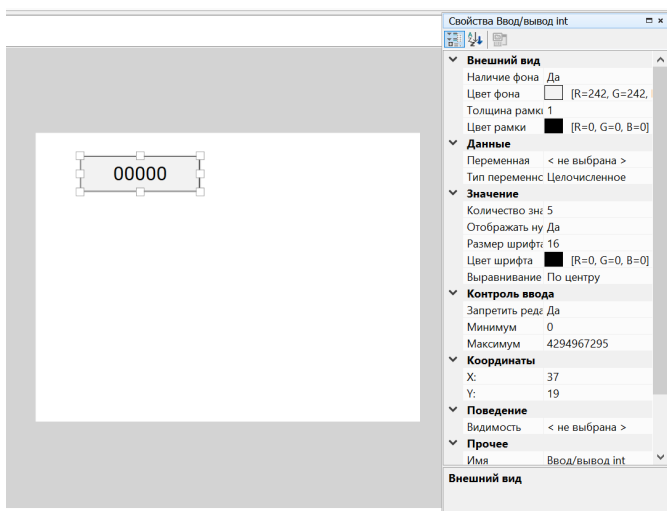 Свойства Ввод/вывод int
Внешний вид
Наличие фона Да
Цвет фона [R=242, G=242,
Толщина рамк 1
Цвет рамки [R=0, G=0, B=0]
Данные
Переменная < не выбрана >
Тип переменнс Целочисленное
Значение
Количество зна 5
Отображать ну Да
Размер шрифта 16
Цвет шрифта [R=0, G=0, B=0]
Выравнивание По центру
Контроль ввода
Запретить реда Да
Минимум 0
Максимум 4294967295
Координаты
X: 37
Y: 19
Поведение
Видимость < не выбрана >
Прочее
Имя Ввод/вывод int
Внешний вид
00000